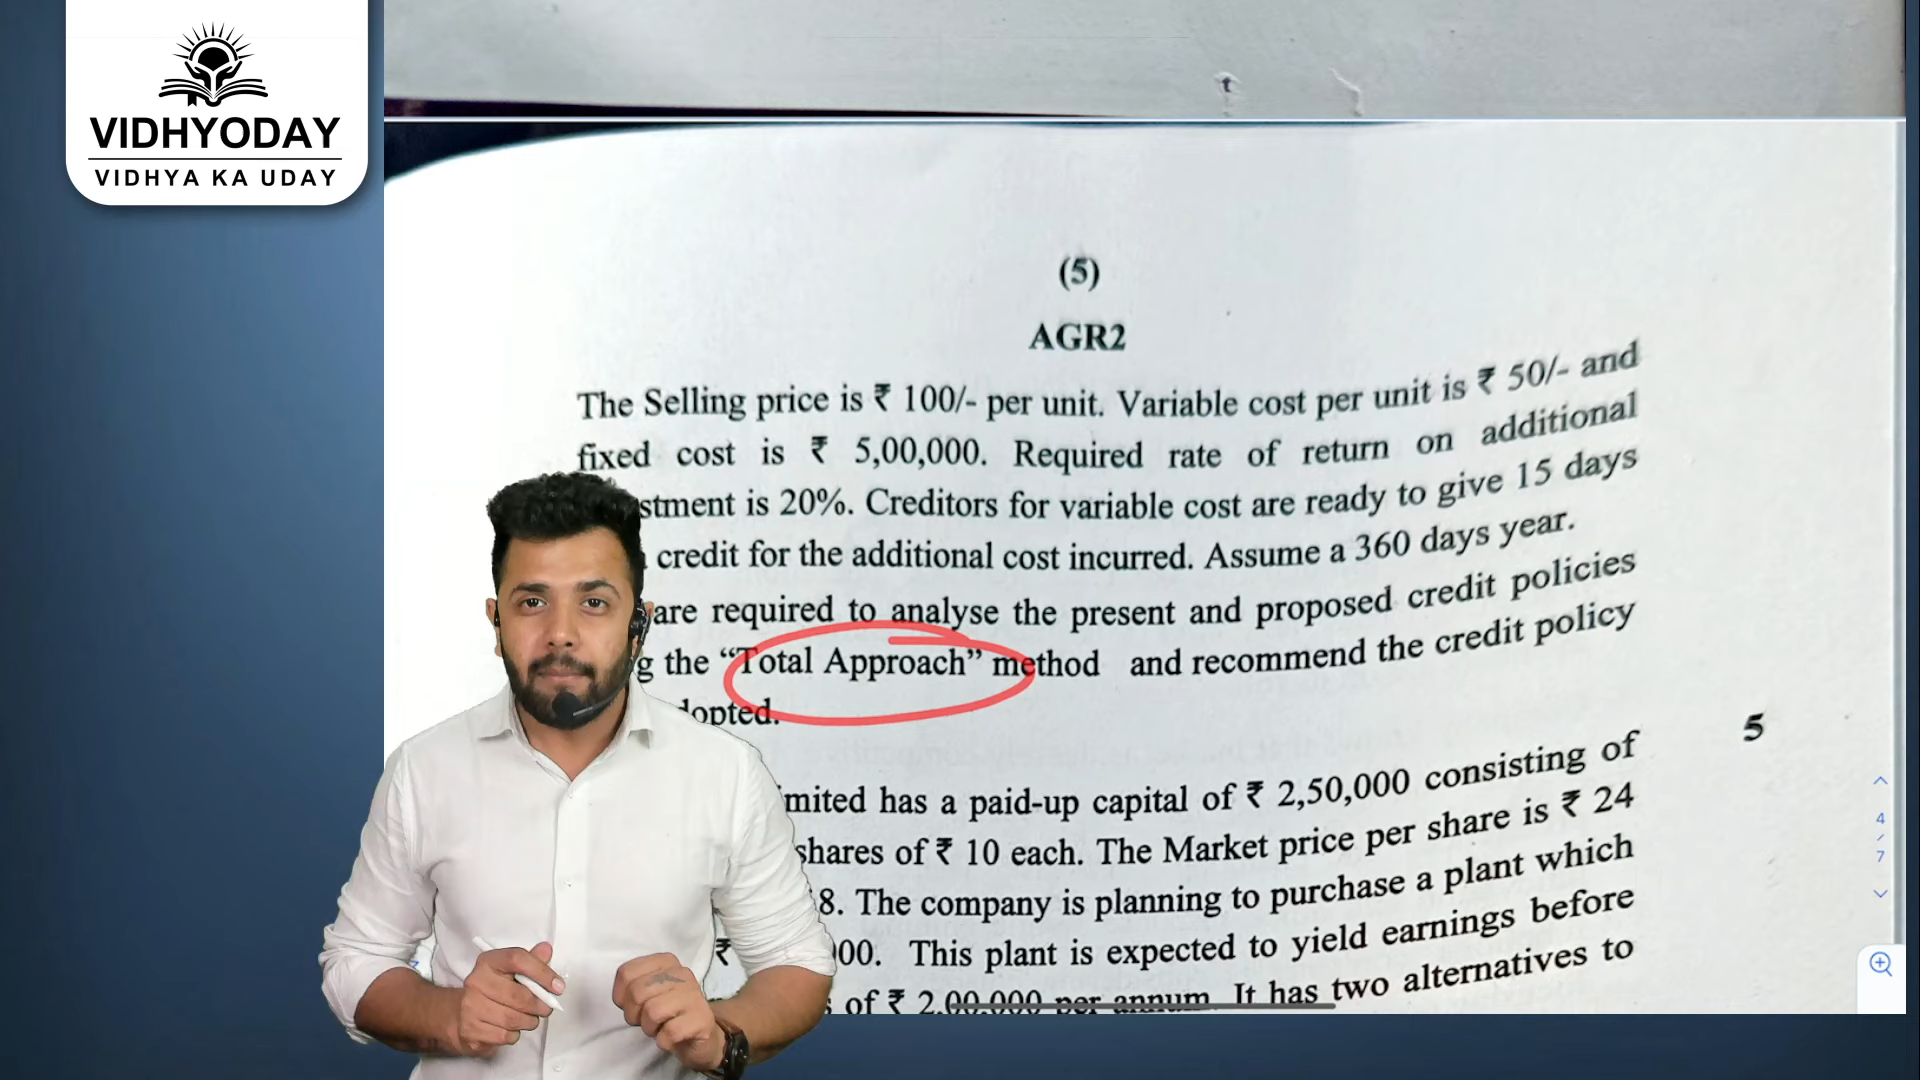 VIDHYODAY
VIDHYA KA UDAY
(5)
AGR2
The Selling price is ₹ 100/- per unit. Variable cost per unit is ₹ 50/- and
fixed cost is ₹ 5,00,000. Required rate of return on additional
stment is 20%. Creditors for variable cost are ready to give 15 days
credit for the additional cost incurred. Assume a 360 days year.
are required to analyse the present and proposed credit policies
g the “Total Approach” method and recommend the credit policy
dopted.
5
mited has a paid-up capital of ₹ 2,50,000 consisting of
shares of ₹ 10 each. The Market price per share is ₹ 24
8. The company is planning to purchase a plant which
₹ 00. This plant is expected to yield earnings before
of ₹ 2,00,000 per annum. It has two alternatives to
4
/
7